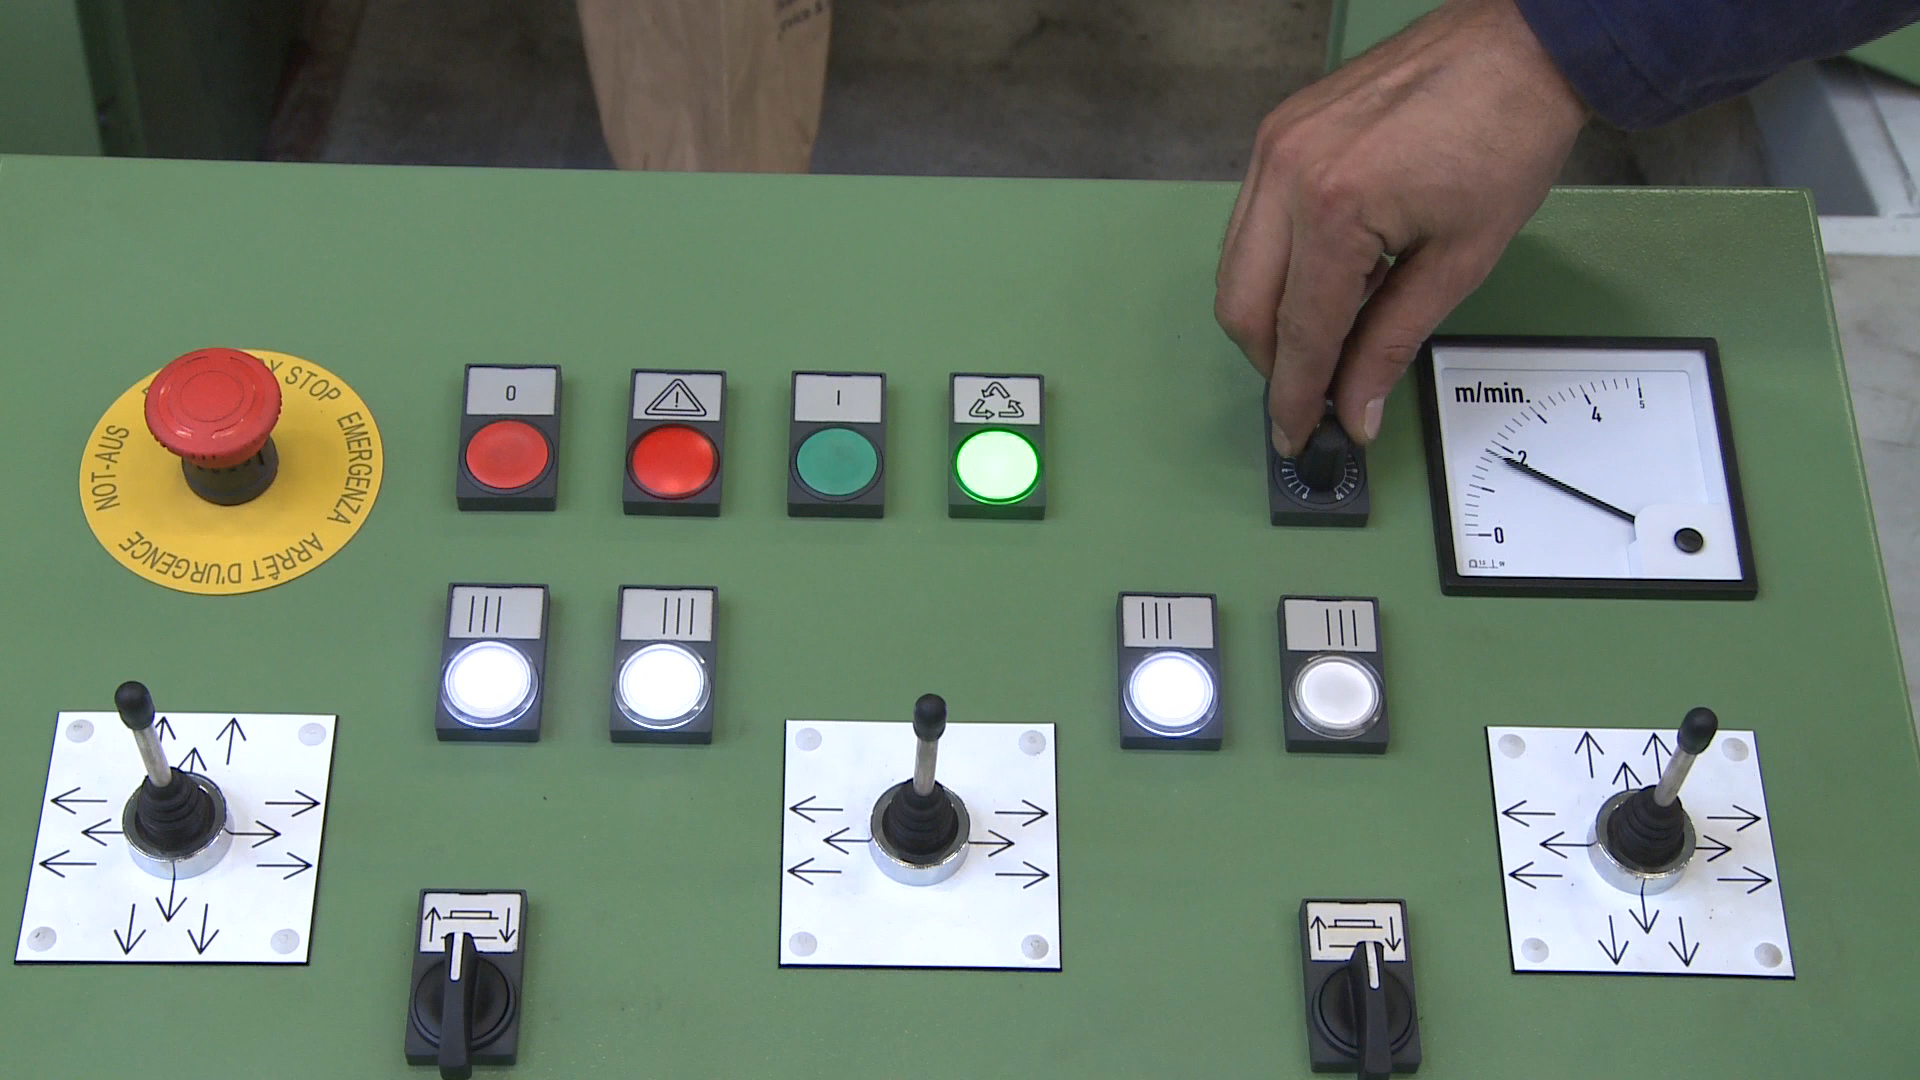 STOP
EMERGENZA
ARRÊT D'URGENCE
NOT-AUS
0
I
m/min.
0
2
4
5